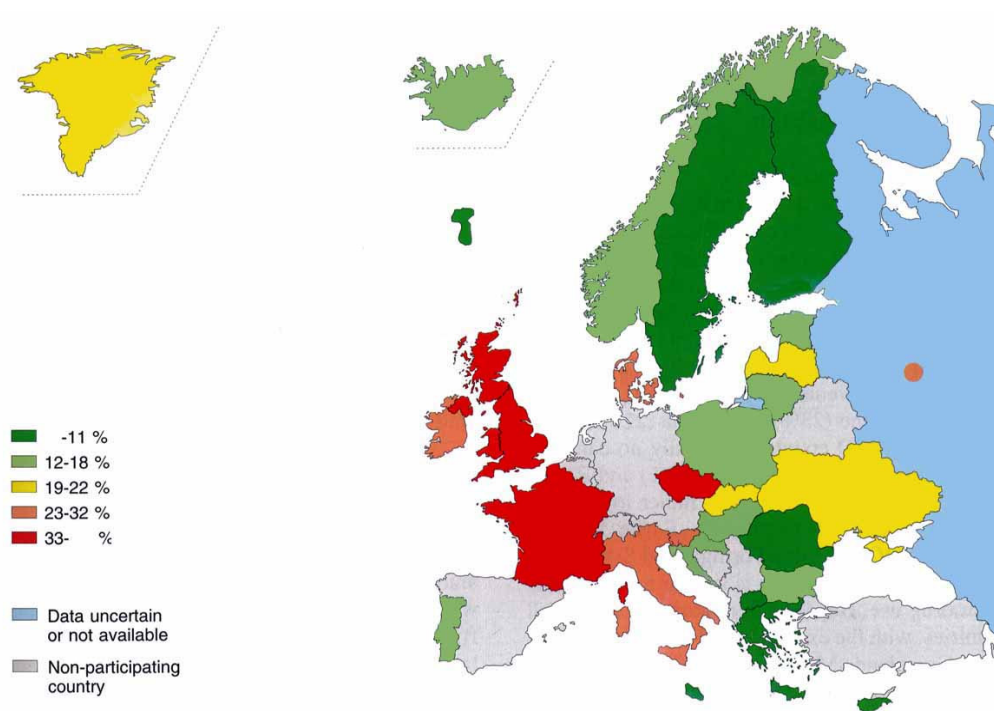 -11 %
12-18 %
19-22 %
23-32 %
33- %
Data uncertain
or not available
Non-participating
country